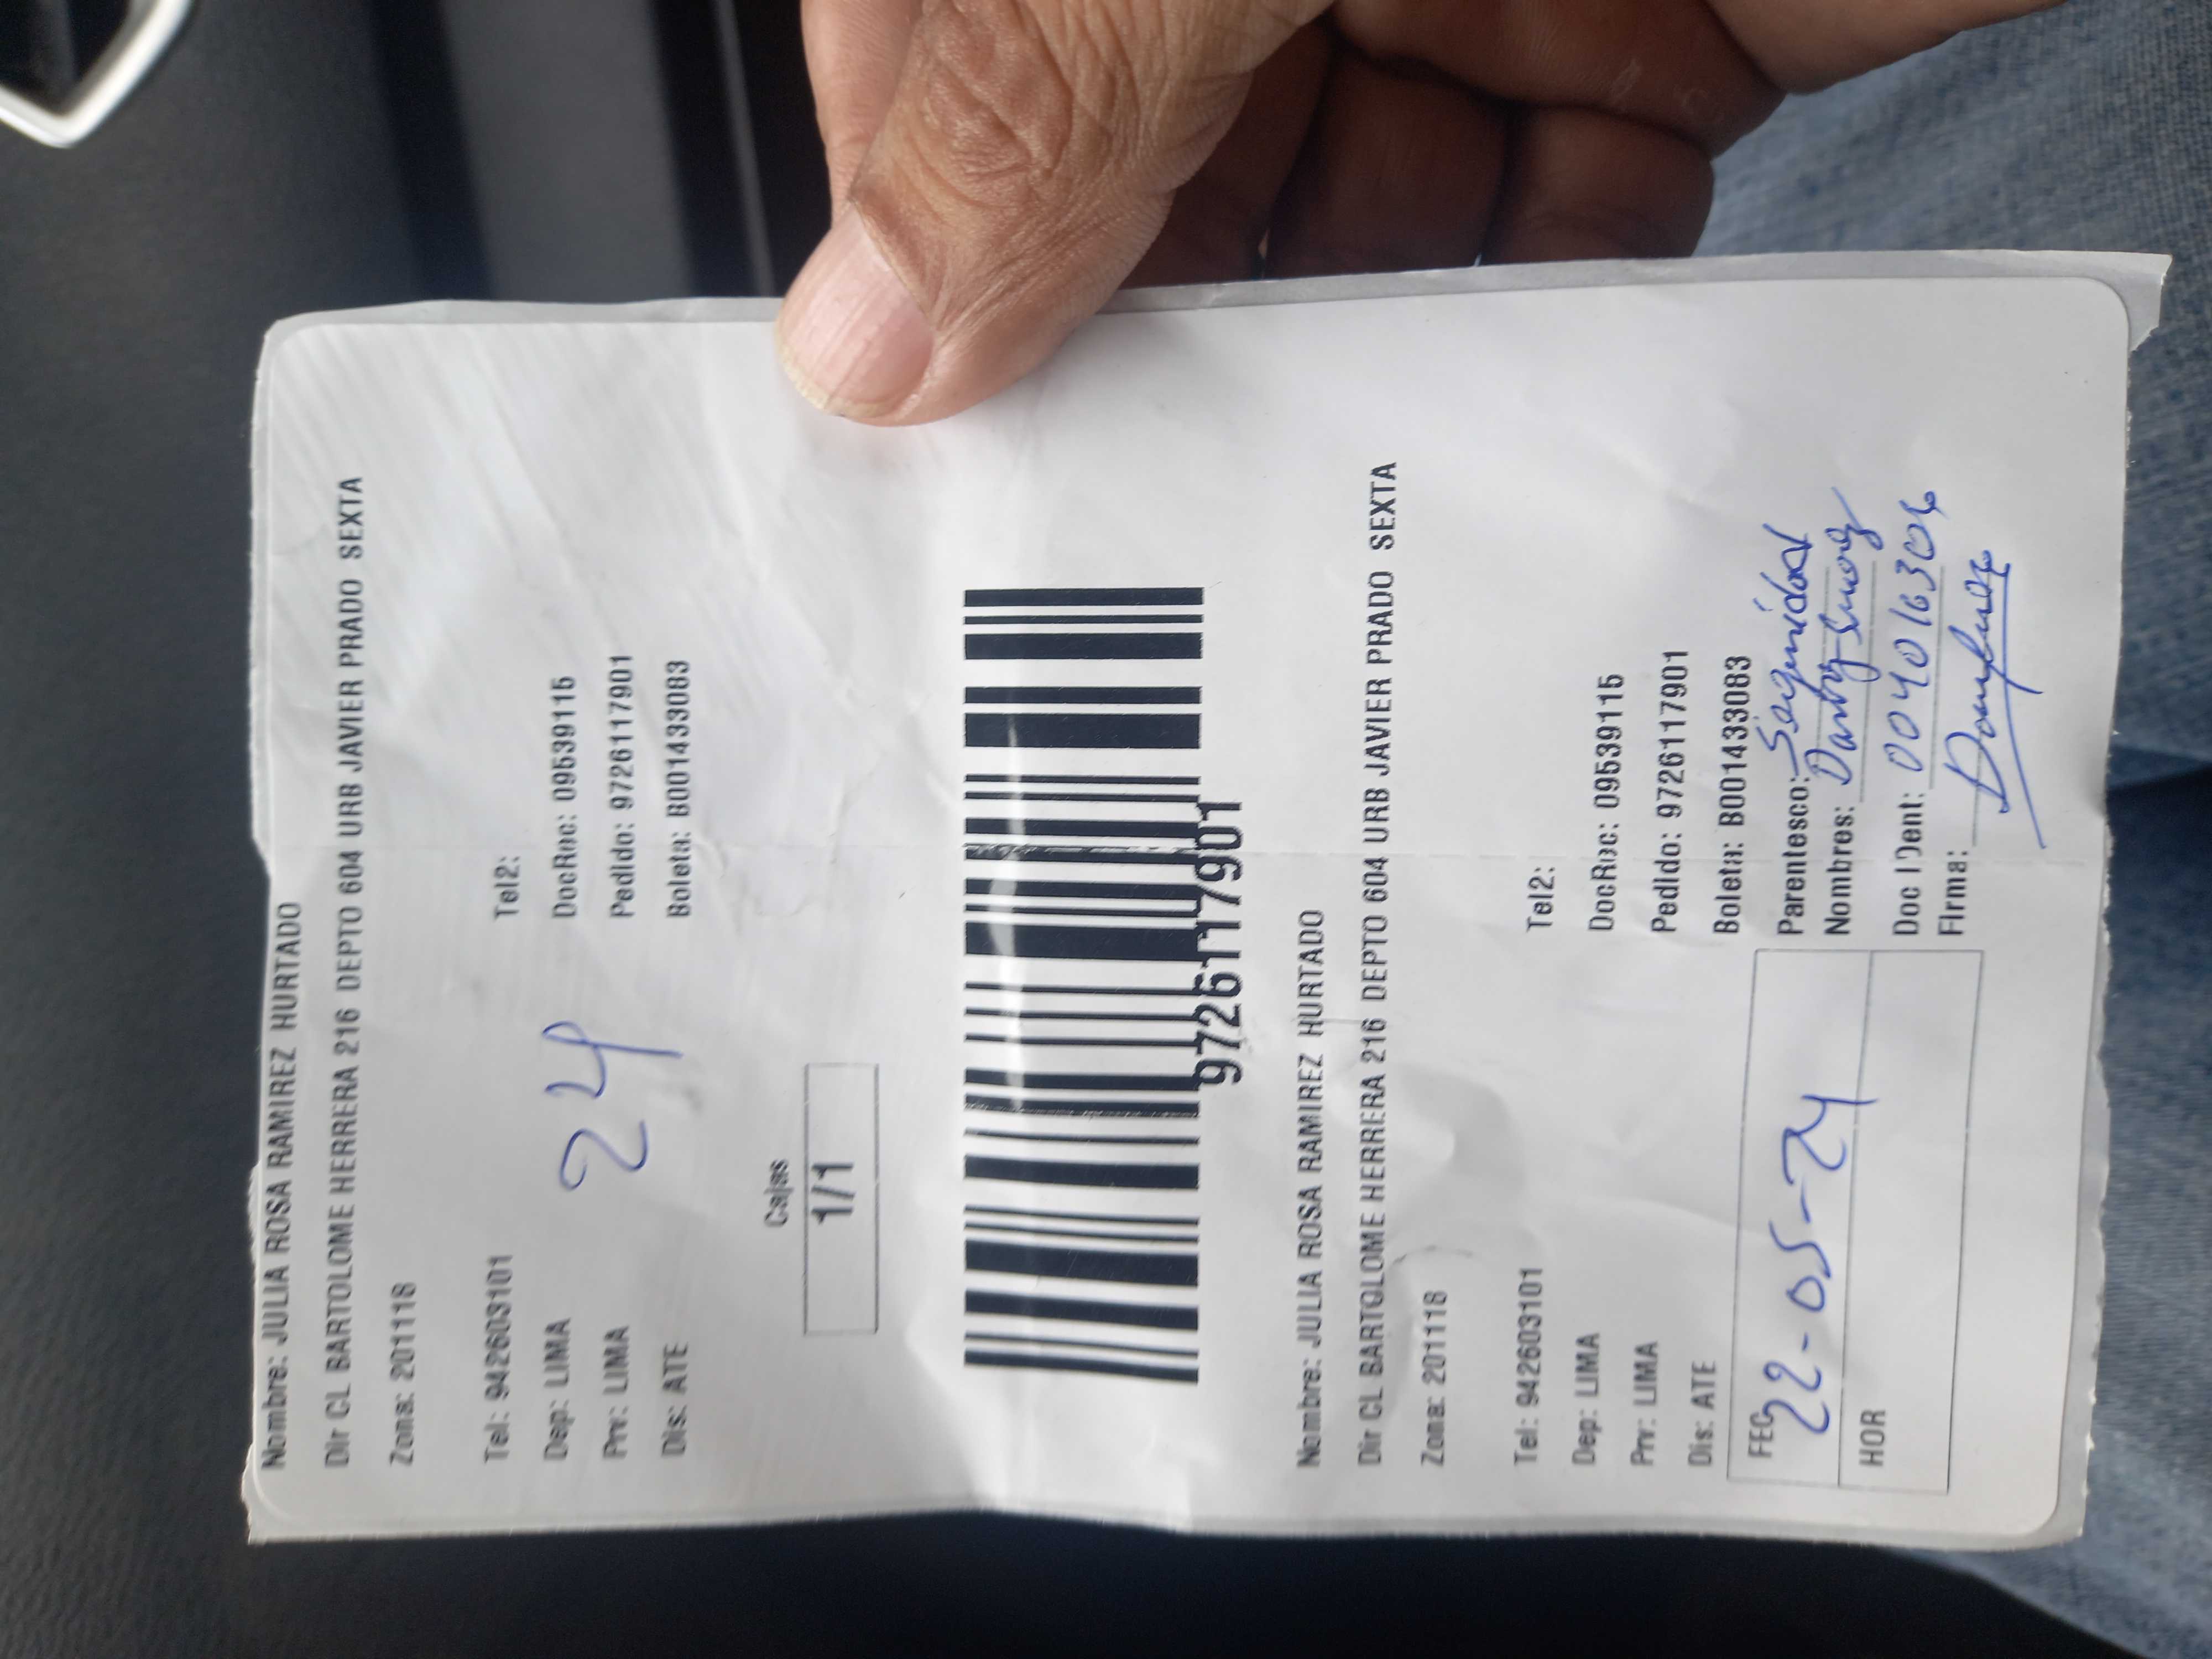 Nombre: JULIA ROSA RAMIREZ HURTADO
Dir CL BARTOLOME HERRERA 216 DEPTO 604 URB JAVIER PRADO SEXTA
Zona: 201118
Tel: 942603101 Tel2:
Dep: LIMA DocRec: 09539115
Prv: LIMA Pedido: 972611 7901
Dis: ATE Boleta: B001433083
24
Cajas
1/1
9726117901
Nombre: JULIA ROSA RAMIREZ HURTADO
Dir CL BARTOLOME HERRERA 216 DEPTO 604 URB JAVIER PRADO SEXTA
Zona: 201118
Tel: 942603101 Tel2:
Dep: LIMA DocRec: 09539115
Prv: LIMA Pedido: 9726117901
Dis: ATE Boleta: B001433083
FEC 22-05-24
HOR
Parentesco: Seguridad
Nombres:
Doc IDent: 004016304
Firma: